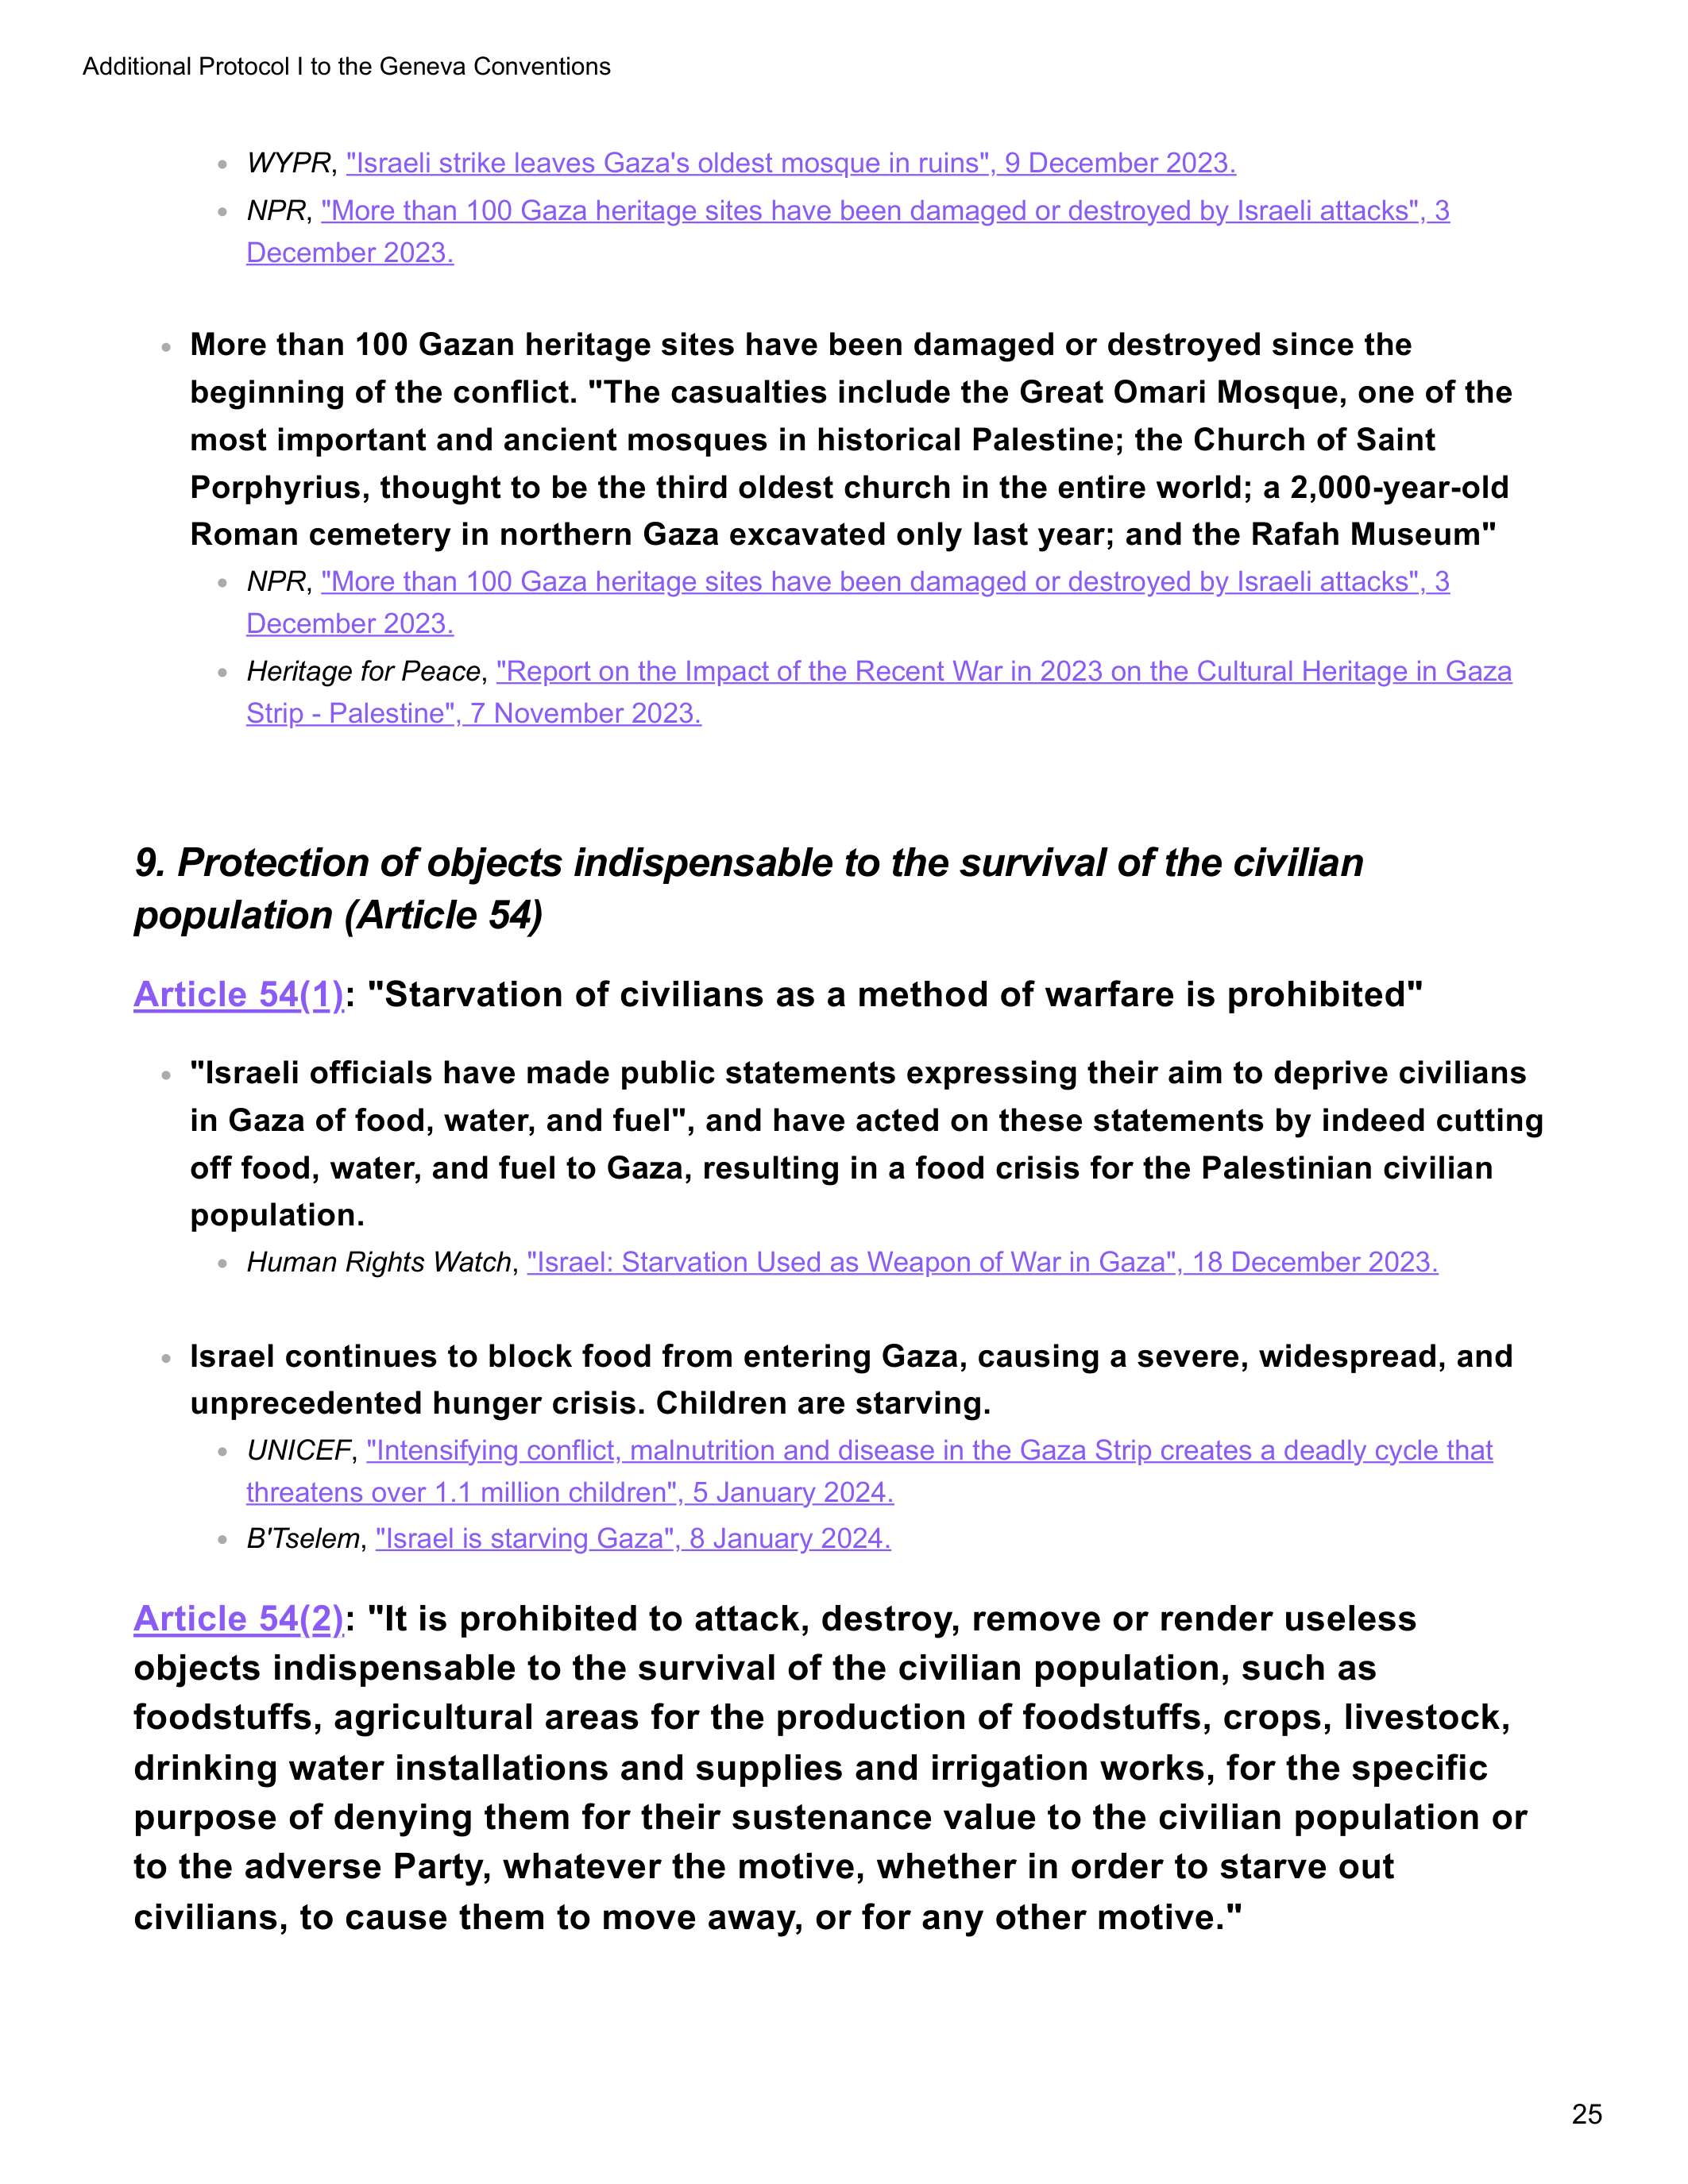 Additional Protocol I to the Geneva Conventions
• WYPR, "Israeli strike leaves Gaza's oldest mosque in ruins", 9 December 2023.
• NPR, "More than 100 Gaza heritage sites have been damaged or destroyed by Israeli attacks", 3
December 2023.
• More than 100 Gazan heritage sites have been damaged or destroyed since the
beginning of the conflict. "The casualties include the Great Omari Mosque, one of the
most important and ancient mosques in historical Palestine; the Church of Saint
Porphyrius, thought to be the third oldest church in the entire world; a 2,000-year-old
Roman cemetery in northern Gaza excavated only last year; and the Rafah Museum"
• NPR, "More than 100 Gaza heritage sites have been damaged or destroyed by Israeli attacks", 3
December 2023.
• Heritage for Peace, "Report on the Impact of the Recent War in 2023 on the Cultural Heritage in Gaza
Strip - Palestine", 7 November 2023.
9. Protection of objects indispensable to the survival of the civilian
population (Article 54)
Article 54(1): "Starvation of civilians as a method of warfare is prohibited"
• "Israeli officials have made public statements expressing their aim to deprive civilians
in Gaza of food, water, and fuel", and have acted on these statements by indeed cutting
off food, water, and fuel to Gaza, resulting in a food crisis for the Palestinian civilian
population.
• Human Rights Watch, "Israel: Starvation Used as Weapon of War in Gaza", 18 December 2023.
• Israel continues to block food from entering Gaza, causing a severe, widespread, and
unprecedented hunger crisis. Children are starving.
• UNICEF, "Intensifying conflict, malnutrition and disease in the Gaza Strip creates a deadly cycle that
threatens over 1.1 million children", 5 January 2024.
• B'Tselem, "Israel is starving Gaza", 8 January 2024.
Article 54(2): "It is prohibited to attack, destroy, remove or render useless
objects indispensable to the survival of the civilian population, such as
foodstuffs, agricultural areas for the production of foodstuffs, crops, livestock,
drinking water installations and supplies and irrigation works, for the specific
purpose of denying them for their sustenance value to the civilian population or
to the adverse Party, whatever the motive, whether in order to starve out
civilians, to cause them to move away, or for any other motive."
25